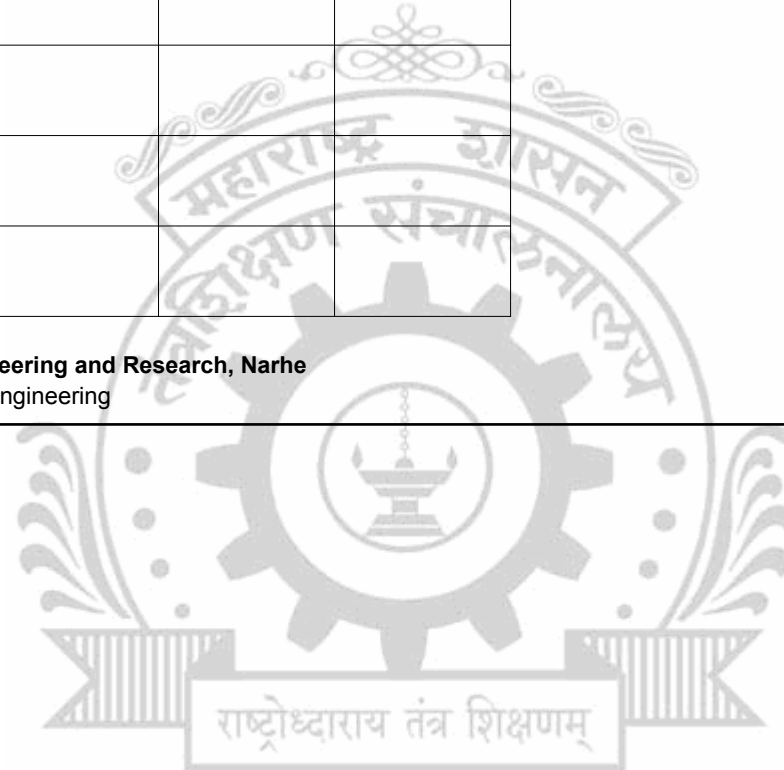 महाराष्ट्र शासन
तंत्रशिक्षण संचालनालय
eering and Research, Narhe
ngineering
राष्ट्रोध्दाराय तंत्र शिक्षणम्